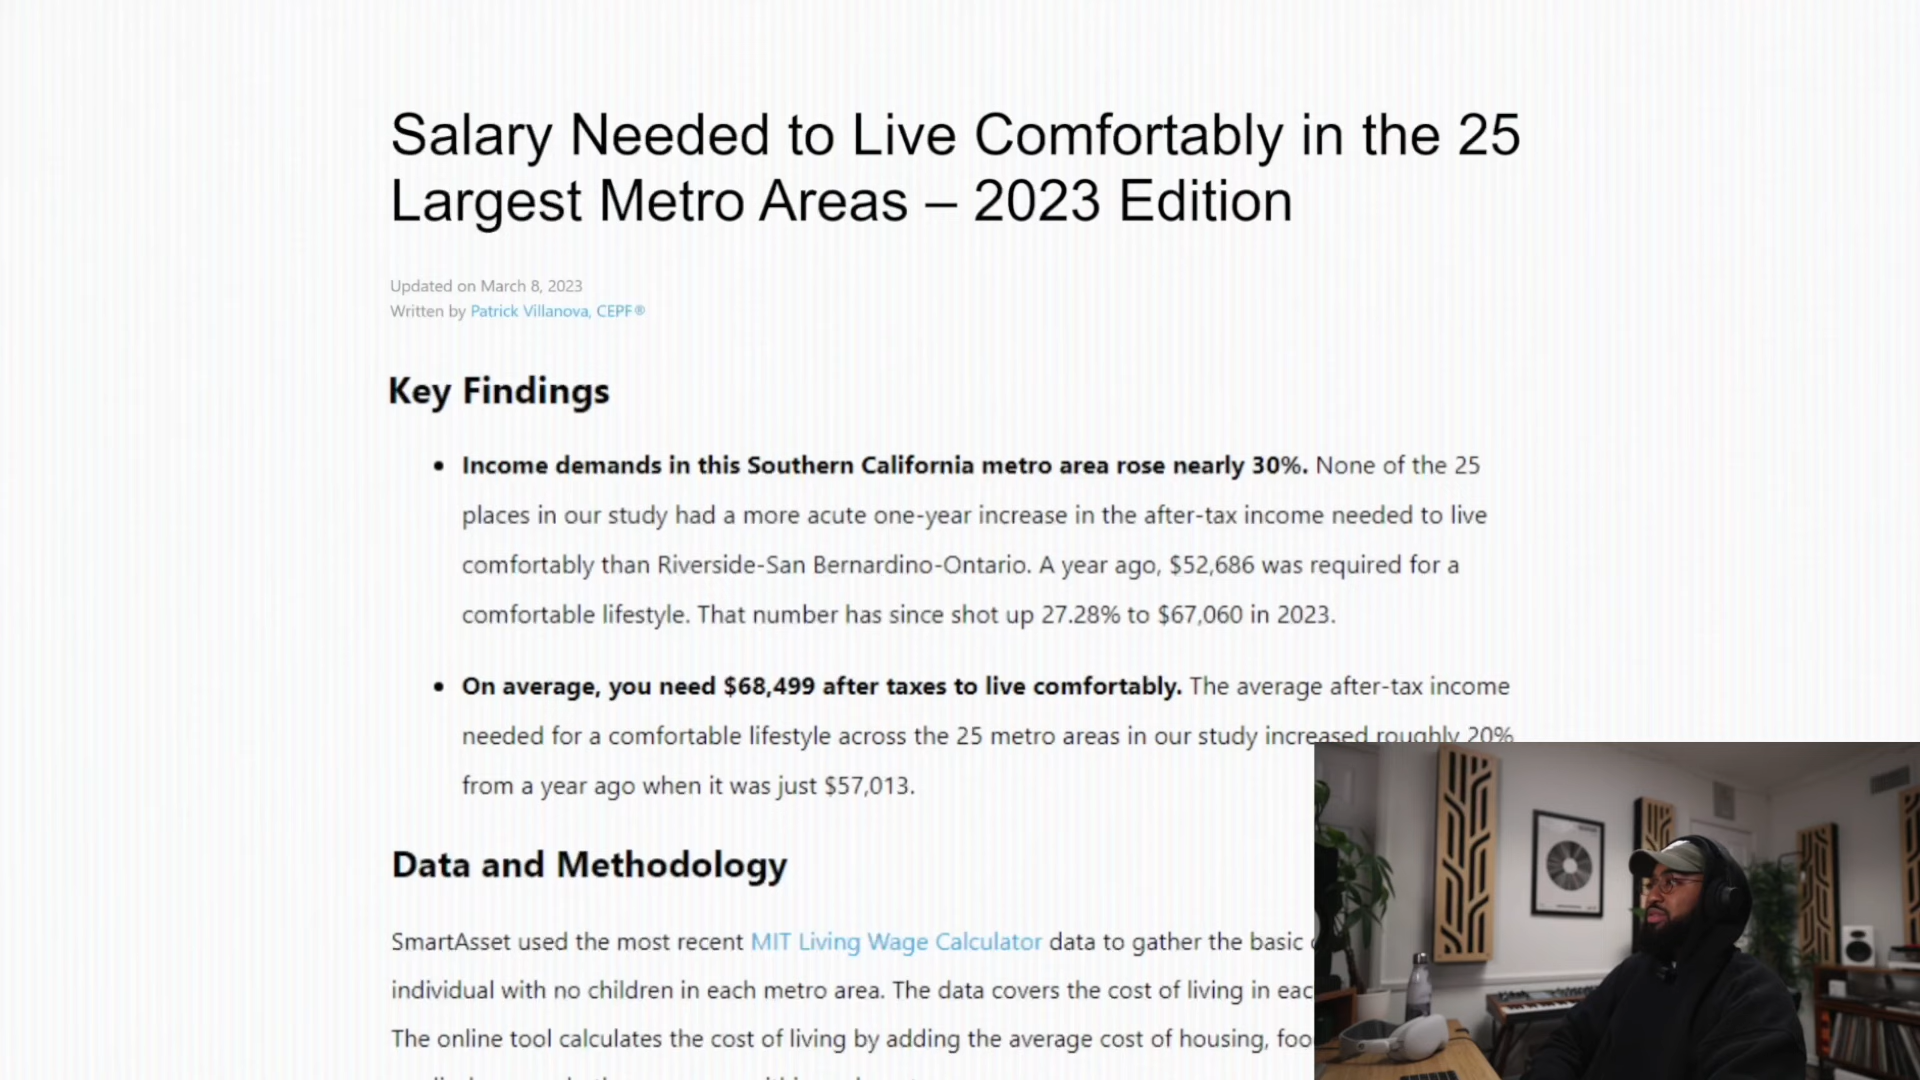 Salary Needed to Live Comfortably in the 25
Largest Metro Areas – 2023 Edition
Updated on March 8, 2023
Written by Patrick Villanova, CEPF®
Key Findings
• Income demands in this Southern California metro area rose nearly 30%. None of the 25
places in our study had a more acute one-year increase in the after-tax income needed to live
comfortably than Riverside-San Bernardino-Ontario. A year ago, $52,686 was required for a
comfortable lifestyle. That number has since shot up 27.28% to $67,060 in 2023.
• On average, you need $68,499 after taxes to live comfortably. The average after-tax income
needed for a comfortable lifestyle across the 25 metro areas in our study increased roughly 20%
from a year ago when it was just $57,013.
Data and Methodology
SmartAsset used the most recent MIT Living Wage Calculator data to gather the basic
individual with no children in each metro area. The data covers the cost of living in eac
The online tool calculates the cost of living by adding the average cost of housing, foo